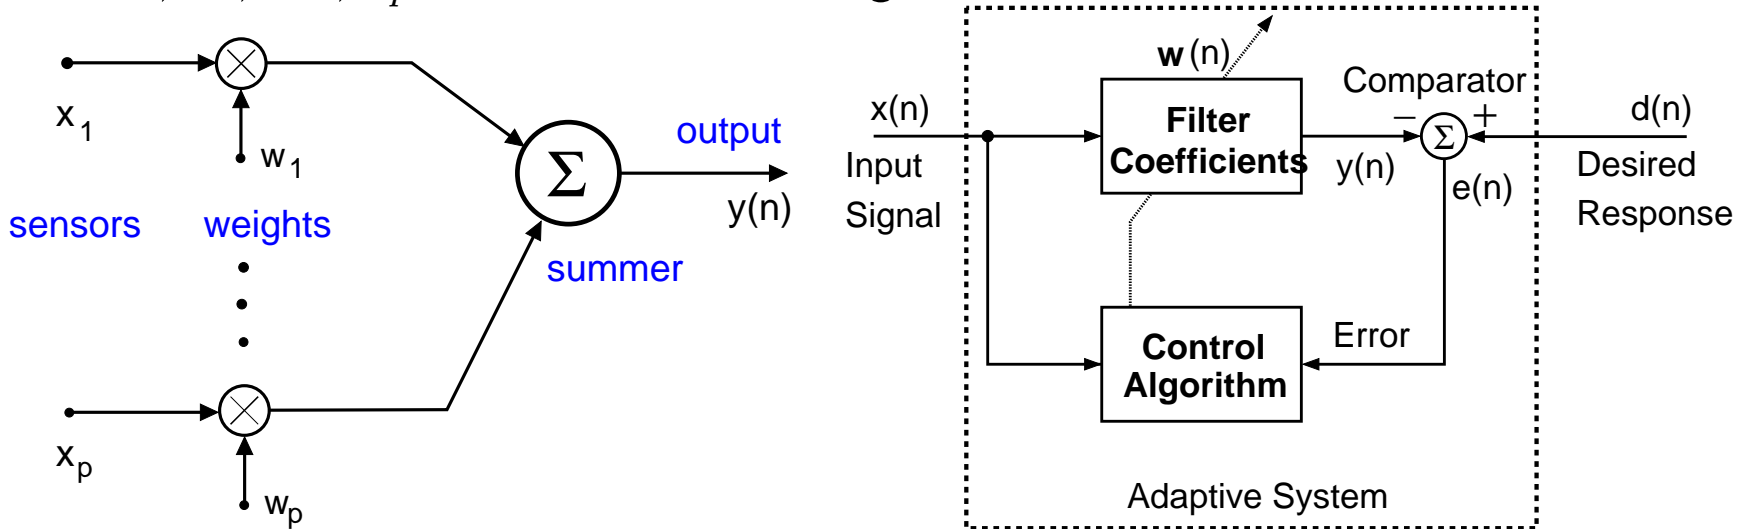 x1
w1
sensors
weights
xp
wp
Σ
output
y(n)
summer
w(n)
x(n)
Input
Signal
Filter
Coefficients
Comparator
− +
Σ
y(n)
e(n)
d(n)
Desired
Response
Error
Control
Algorithm
Adaptive System